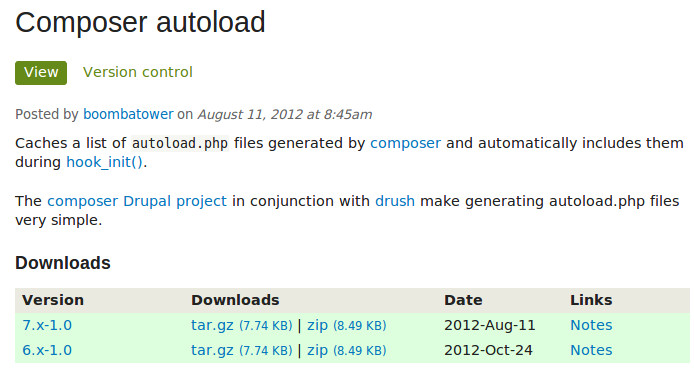 Composer autoload
View Version control
Posted by boombatower on August 11, 2012 at 8:45am
Caches a list of autoload.php files generated by composer and automatically includes them
during hook_init().
The composer Drupal project in conjunction with drush make generating autoload.php files
very simple.
Downloads
Version Downloads Date Links
7.x-1.0 tar.gz (7.74 KB) | zip (8.49 KB) 2012-Aug-11 Notes
6.x-1.0 tar.gz (7.74 KB) | zip (8.49 KB) 2012-Oct-24 Notes